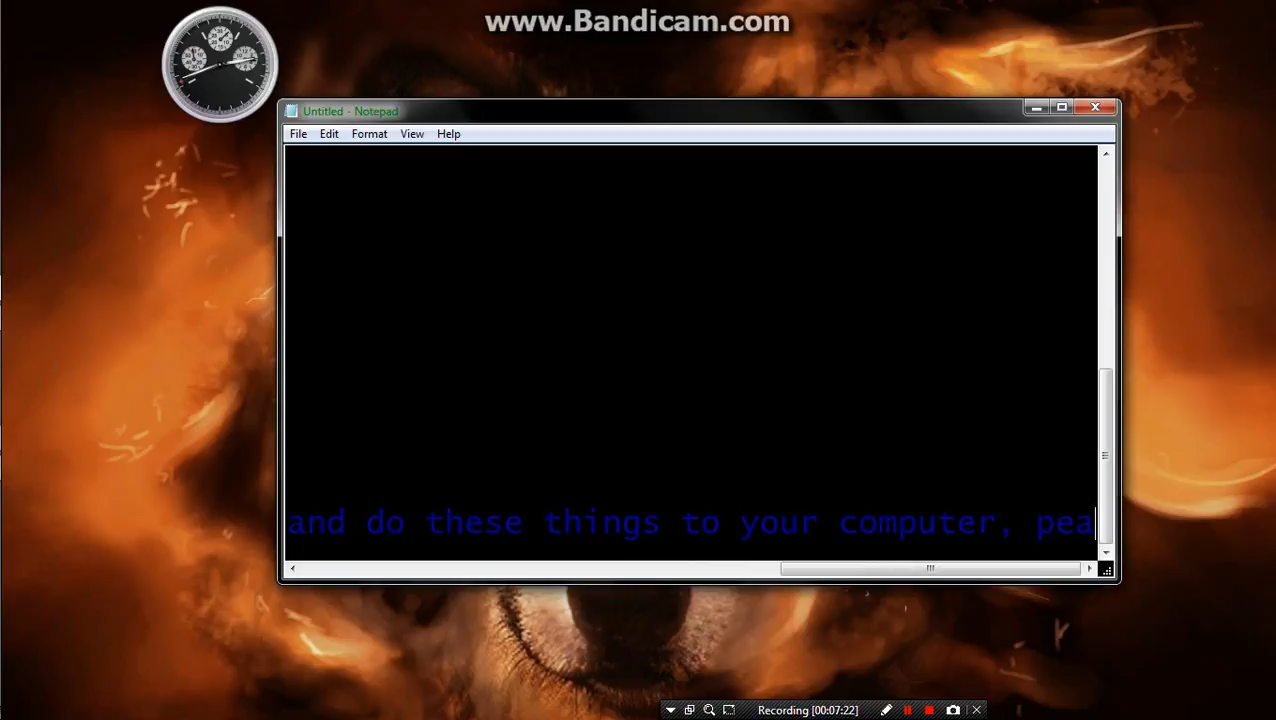 www.Bandicam.com
Untitled - Notepad
File Edit Format View Help
and do these things to your computer, pea
Recording [00:07:22]